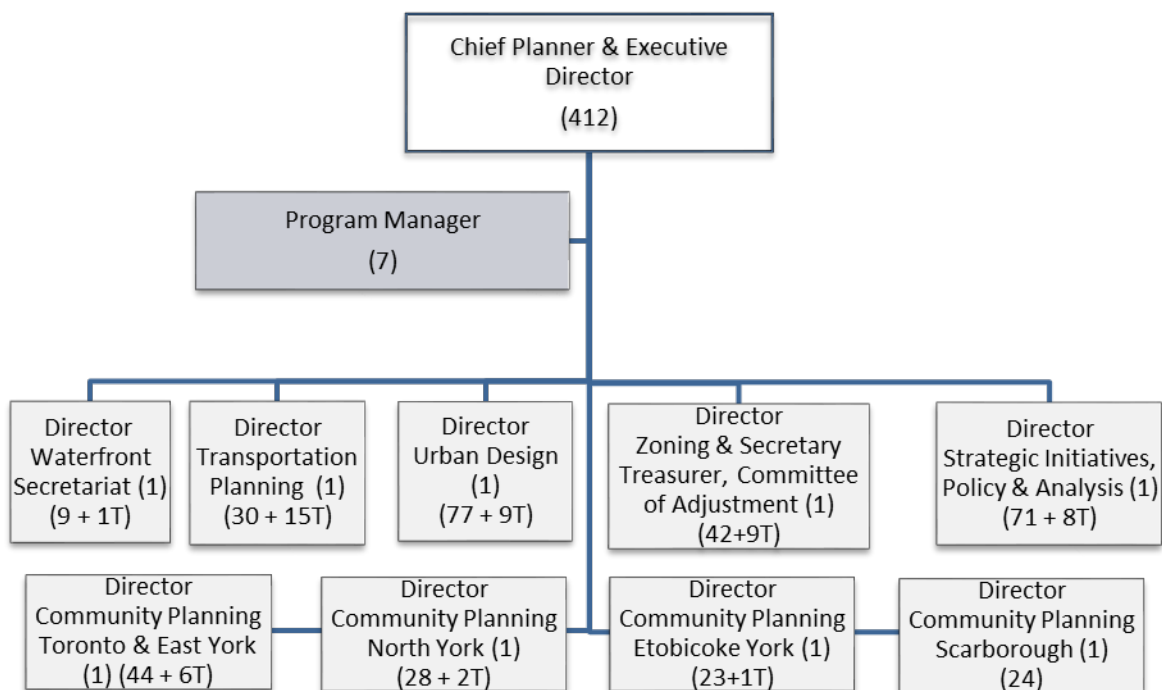 Chief Planner & Executive
Director
(412)
Program Manager
(7)
Director
Waterfront
Secretariat (1)
(9 + 1T)
Director
Transportation
Planning (1)
(30 + 15T)
Director
Urban Design
(1)
(77 + 9T)
Director
Zoning & Secretary
Treasurer, Committee
of Adjustment (1)
(42+9T)
Director
Strategic Initiatives,
Policy & Analysis (1)
(71 + 8T)
Director
Community Planning
Toronto & East York
(1) (44 + 6T)
Director
Community Planning
North York (1)
(28 + 2T)
Director
Community Planning
Etobicoke York (1)
(23+1T)
Director
Community Planning
Scarborough (1)
(24)